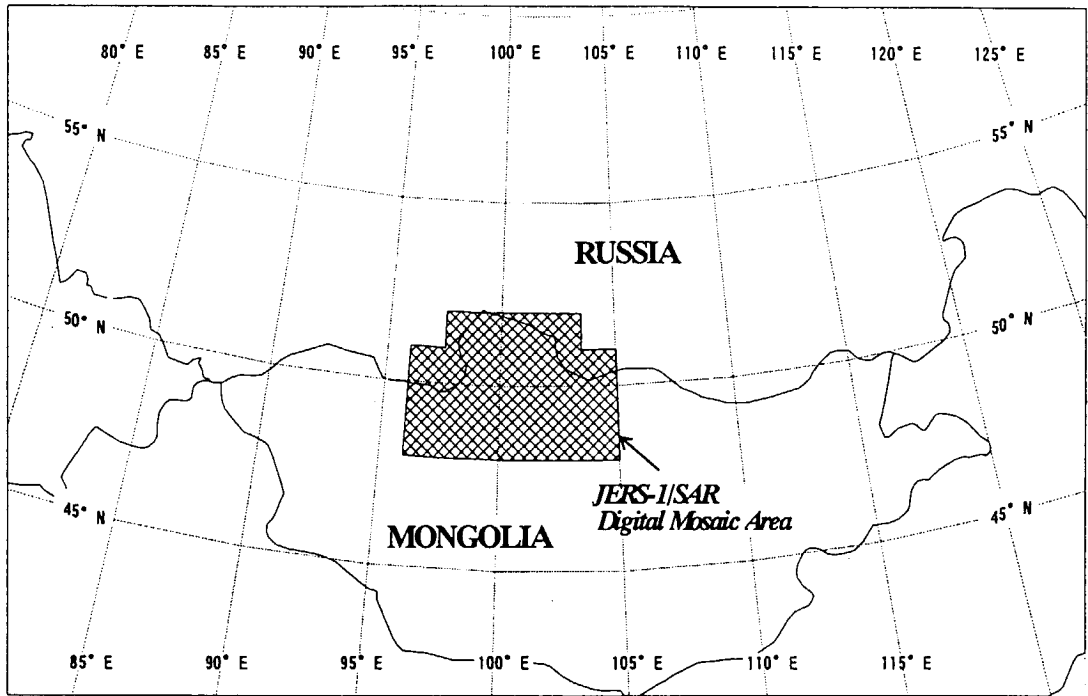 80° E 85° E 90° E 95° E 100° E 105° E 110° E 115° E 120° E 125° E
55° N 55° N
RUSSIA
50° N 50° N
JERS-1/SAR
Digital Mosaic Area
45° N 45° N
MONGOLIA
85° E 90° E 95° E 100° E 105° E 110° E 115° E